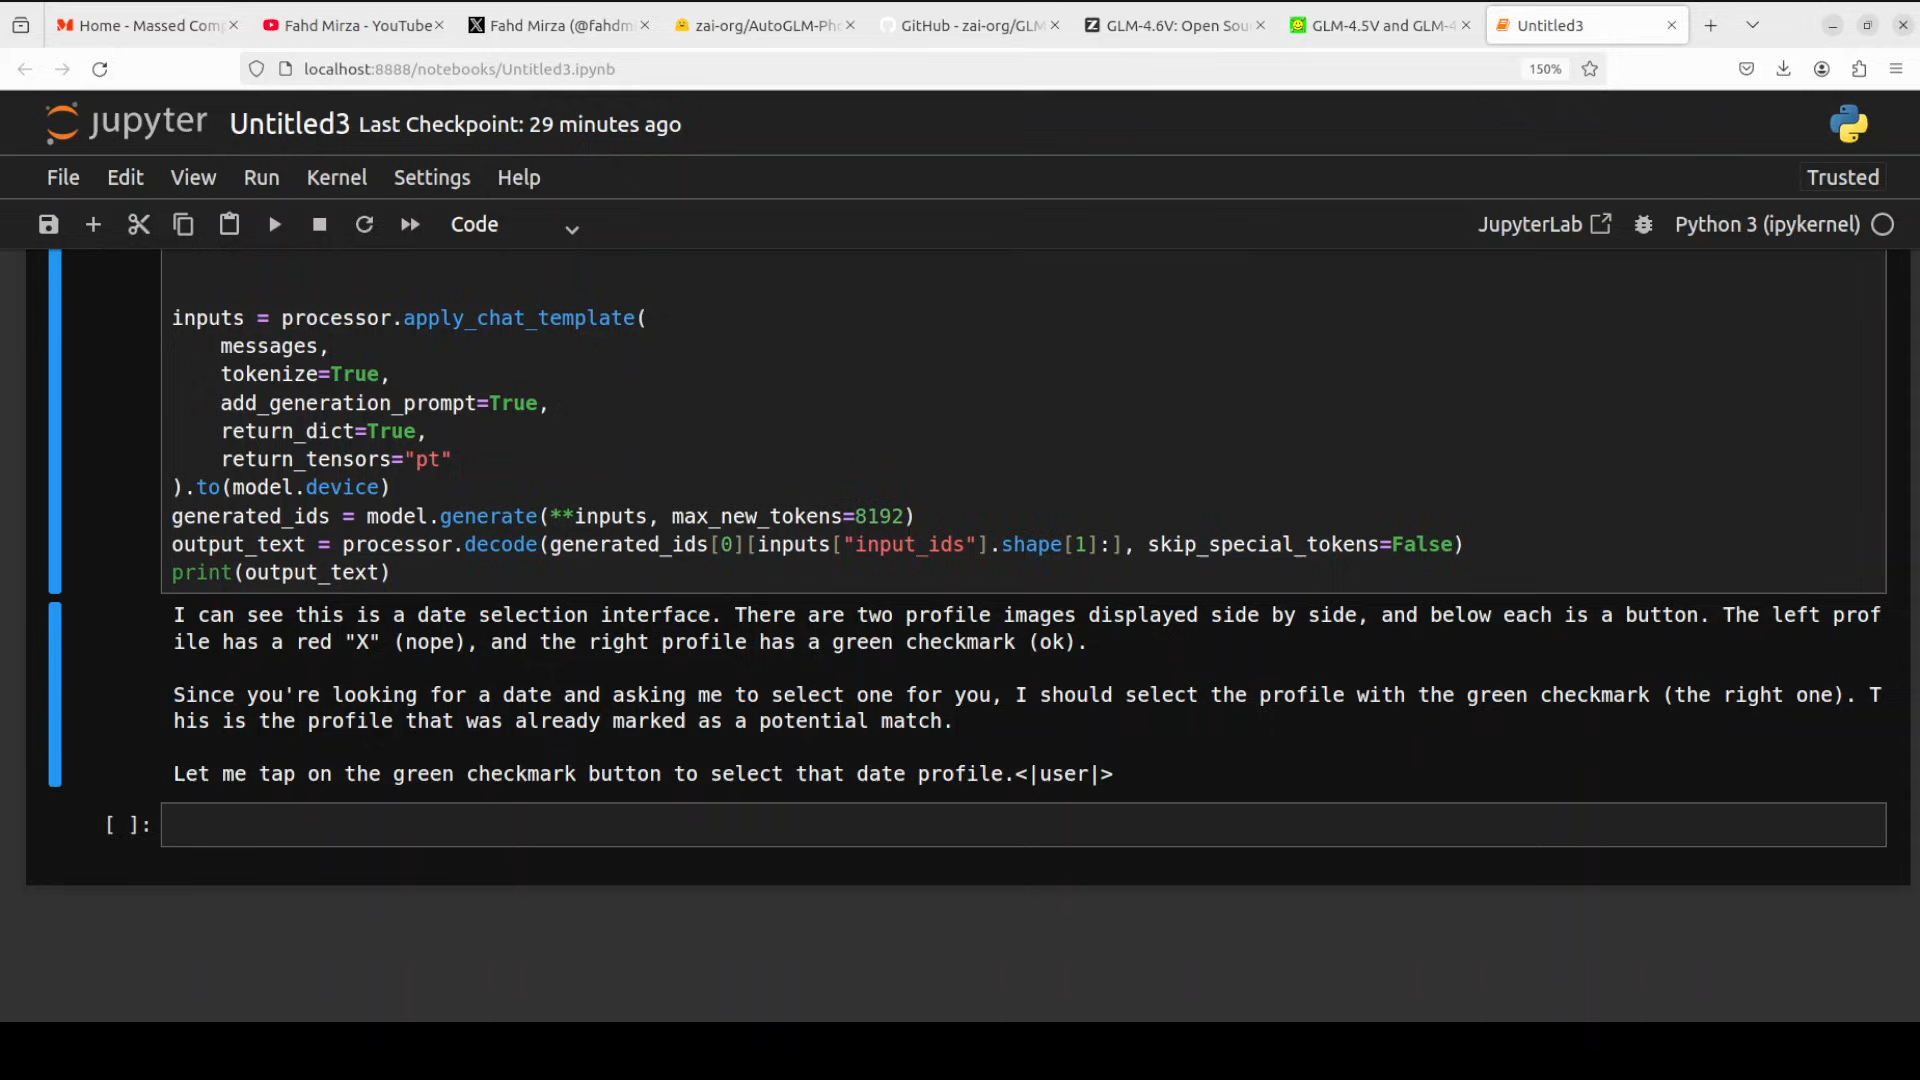 Home - Massed Com
Fahd Mirza - YouTube
Fahd Mirza (@fahdm
zai-org/AutoGLM-Pho
GitHub - zai-org/GLM
GLM-4.6V: Open Sou
GLM-4.5V and GLM-4
Untitled3
localhost:8888/notebooks/Untitled3.ipynb
150%
jupyter
Untitled3 Last Checkpoint: 29 minutes ago
File Edit View Run Kernel Settings Help
Trusted
Code
JupyterLab
Python 3 (ipykernel)
inputs = processor.apply_chat_template(
    messages,
    tokenize=True,
    add_generation_prompt=True,
    return_dict=True,
    return_tensors="pt"
).to(model.device)
generated_ids = model.generate(**inputs, max_new_tokens=8192)
output_text = processor.decode(generated_ids[0][inputs["input_ids"].shape[1]:], skip_special_tokens=False)
print(output_text)
I can see this is a date selection interface. There are two profile images displayed side by side, and below each is a button. The left prof
ile has a red "X" (nope), and the right profile has a green checkmark (ok).
Since you're looking for a date and asking me to select one for you, I should select the profile with the green checkmark (the right one). T
his is the profile that was already marked as a potential match.
Let me tap on the green checkmark button to select that date profile.<|user|>
[ ]: